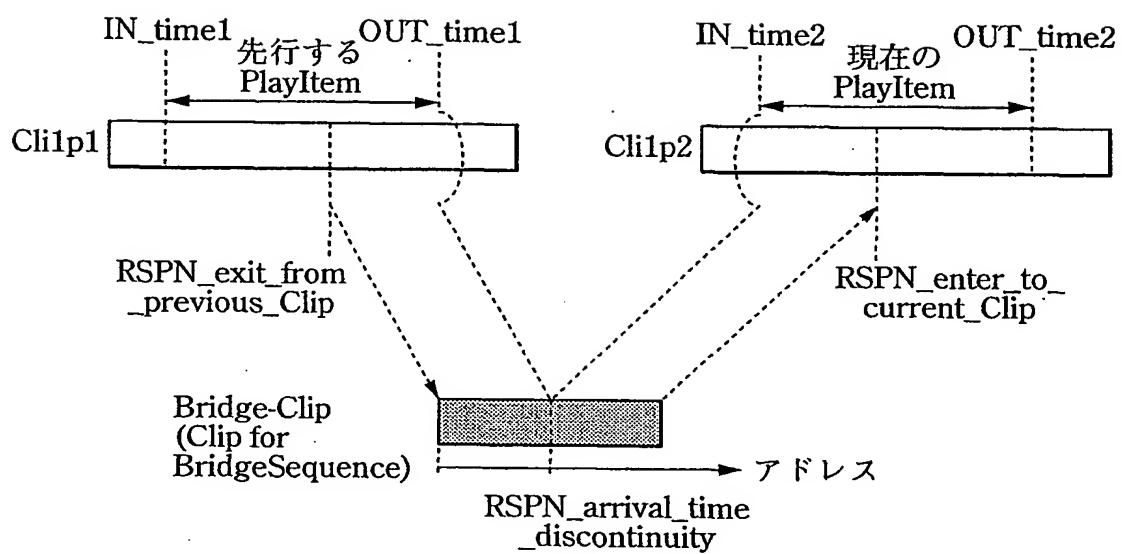 IN_time1
先行する
PlayItem
OUT_time1
IN_time2
現在の
PlayItem
OUT_time2
Cli1p1
Cli1p2
RSPN_exit_from
_previous_Clip
RSPN_enter_to_
current_Clip
Bridge-Clip
(Clip for
BridgeSequence)
アドレス
RSPN_arrival_time
_discontinuity